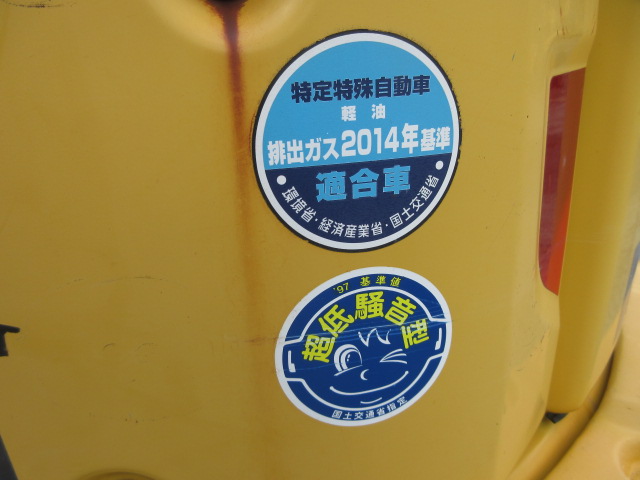 特定特殊自動車
軽油
排出ガス2014年基準
適合車
•環境省・経済産業省・国土交通省•
'97 基準値
超低騒音型
国土交通省指定